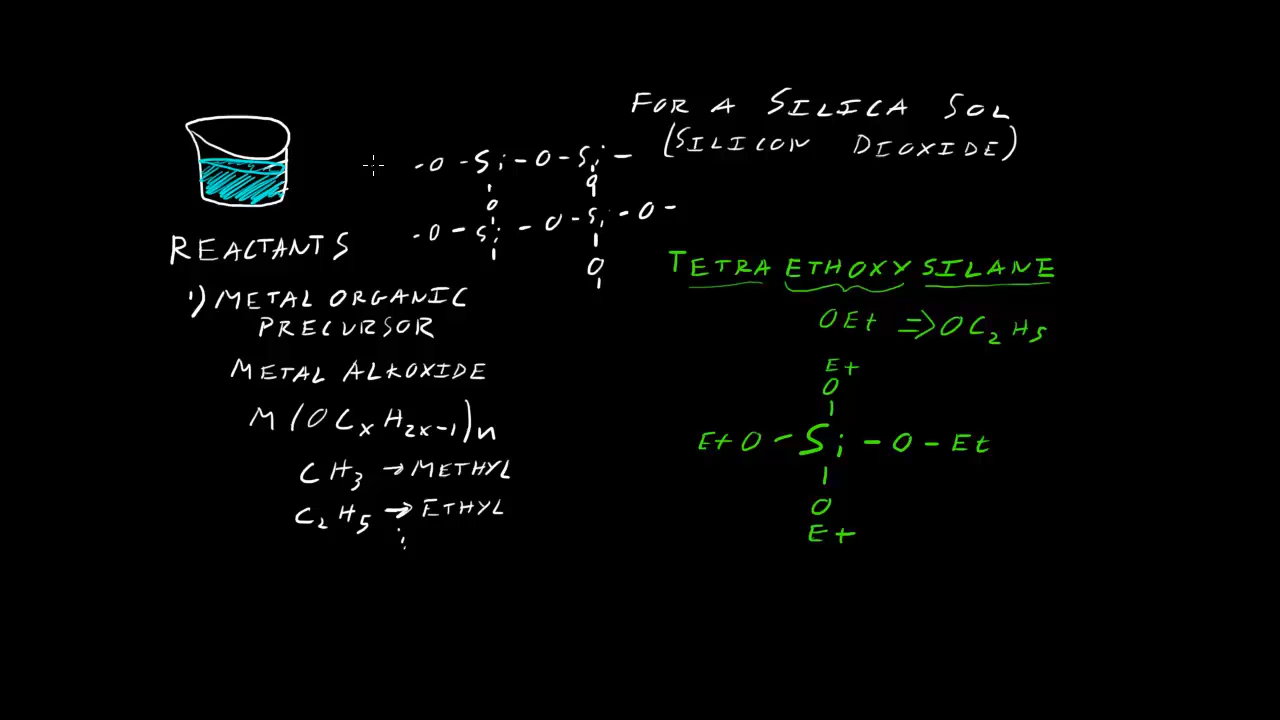 FOR A SILICA SOL
(SILICON DIOXIDE)
-O-Si-O-Si-
O O
-O-Si-O-Si-O-
O
REACTANTS
1) METAL ORGANIC
PRECURSOR
METAL ALKOXIDE
M(OCxH2x-1)n
CH3 → METHYL
C2H5 → ETHYL
⋮
TETRA ETHOXY SILANE
OEt ⇒ OC2H5
Et
O
EtO-Si-O-Et
O
Et